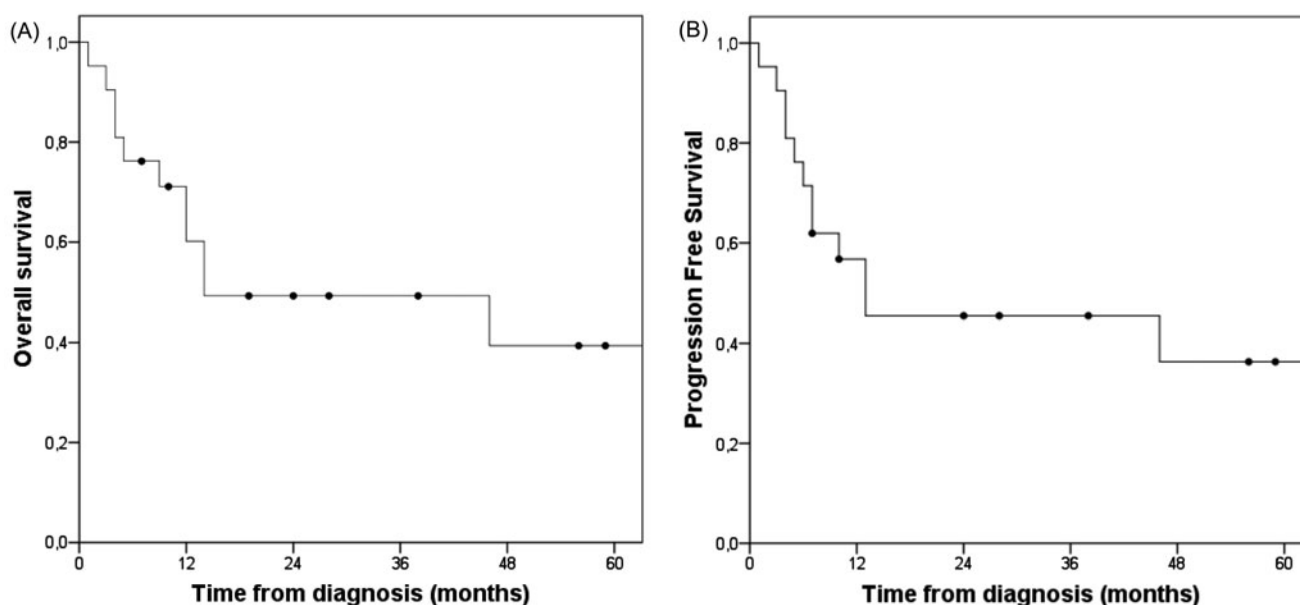 (A)
1,0
0,8
0,6
0,4
0,2
0,0
Overall survival
0 12 24 36 48 60
Time from diagnosis (months)
(B)
1,0
0,8
0,6
0,4
0,2
0,0
Progression Free Survival
0 12 24 36 48 60
Time from diagnosis (months)